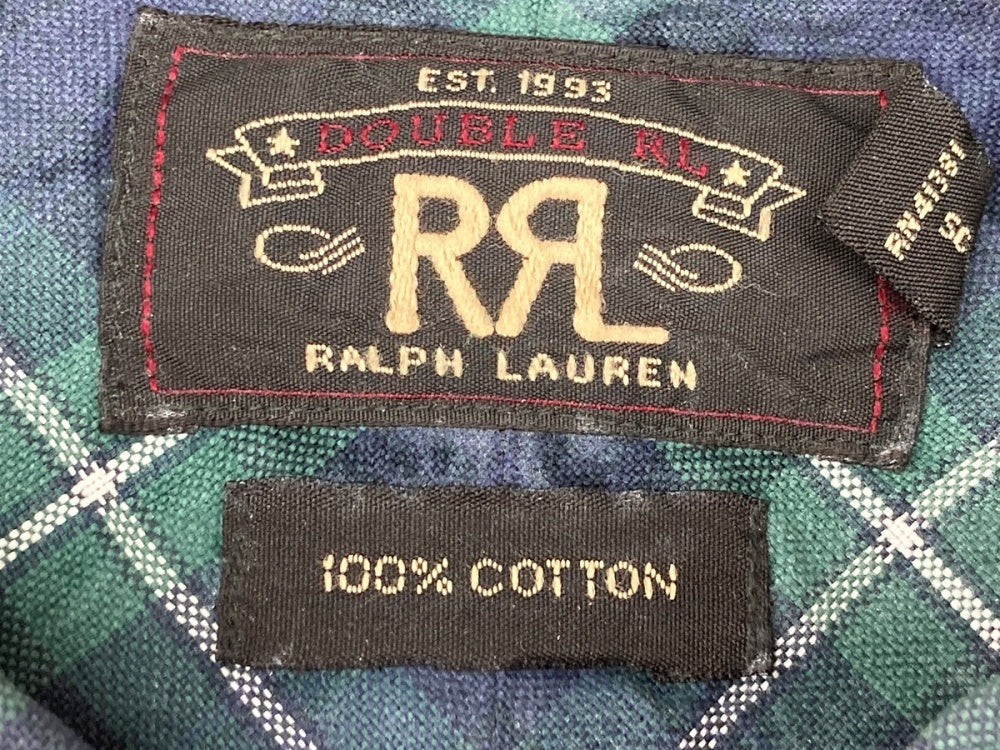 EST. 1993
DOUBLE RL
RRL
RALPH LAUREN
RN41381
100% COTTON